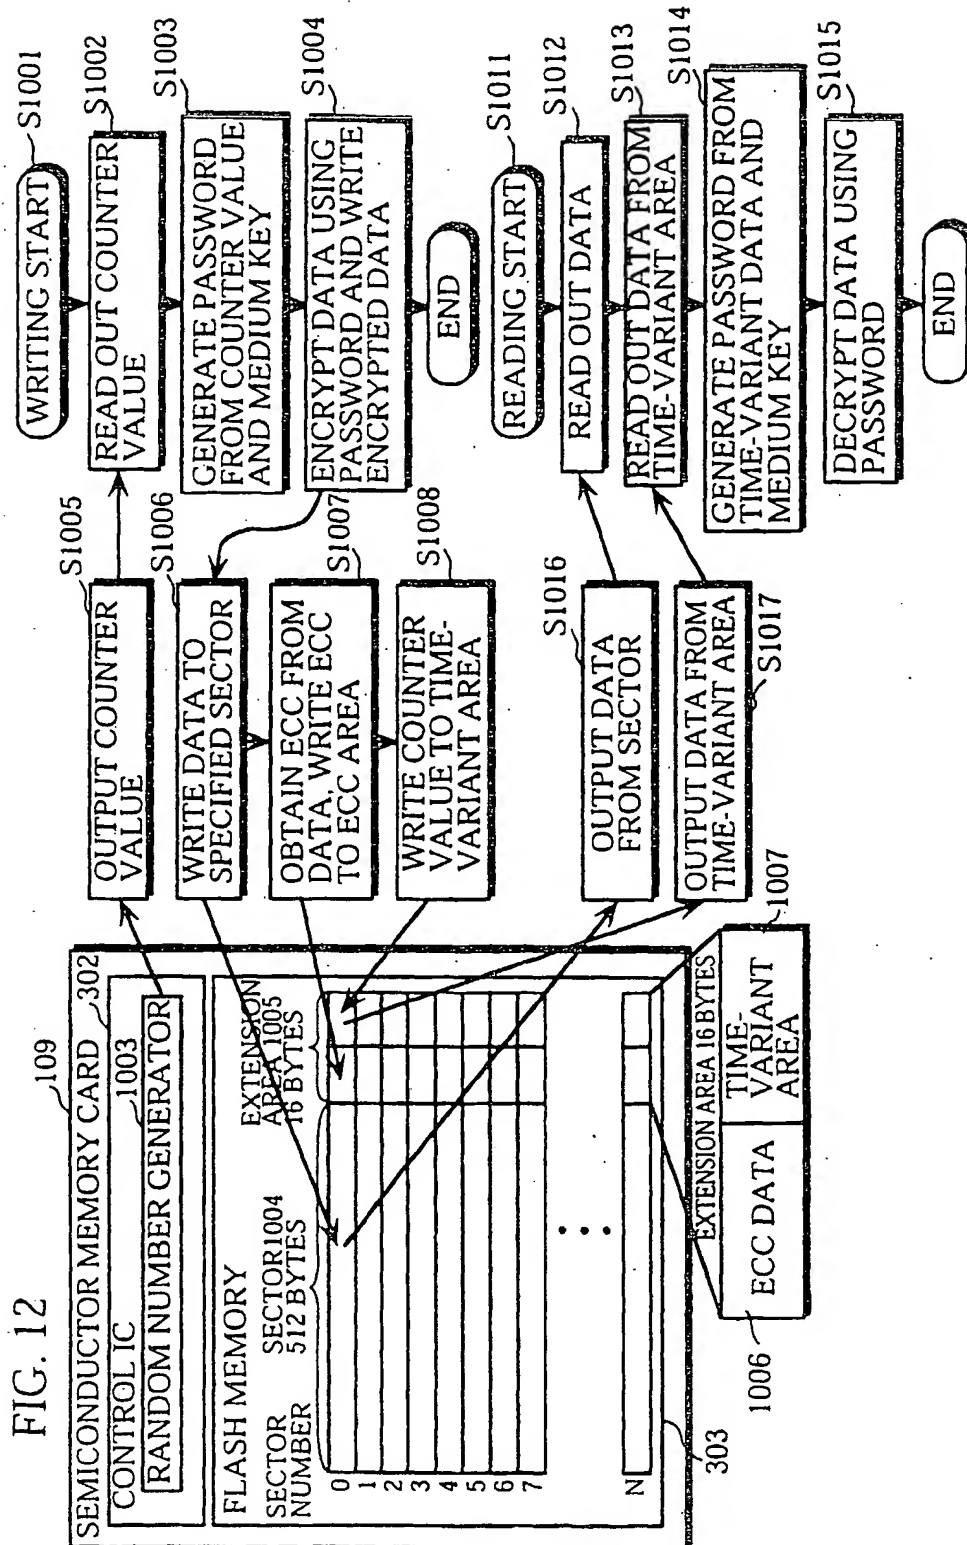 FIG. 12
109
SEMICONDUCTOR MEMORY CARD
302
CONTROL IC
1003
RANDOM NUMBER GENERATOR
FLASH MEMORY
SECTOR
NUMBER
SECTOR1004
512 BYTES
EXTENSION
AREA 1005
16 BYTES
0
1
2
3
4
5
6
7
N
303
EXTENSION AREA 16 BYTES
1006
ECC DATA
TIME-
VARIANT
AREA
1007
S1005
OUTPUT COUNTER
VALUE
S1006
WRITE DATA TO
SPECIFIED SECTOR
S1007
OBTAIN ECC FROM
DATA, WRITE ECC
TO ECC AREA
S1008
WRITE COUNTER
VALUE TO TIME-
VARIANT AREA
S1016
OUTPUT DATA
FROM SECTOR
OUTPUT DATA FROM
TIME-VARIANT AREA
S1017
WRITING START
S1001
READ OUT COUNTER
VALUE
S1002
GENERATE PASSWORD
FROM COUNTER VALUE
AND MEDIUM KEY
S1003
ENCRYPT DATA USING
PASSWORD AND WRITE
ENCRYPTED DATA
S1004
END
READING START
S1011
READ OUT DATA
S1012
READ OUT DATA FROM
TIME-VARIANT AREA
S1013
GENERATE PASSWORD FROM
TIME-VARIANT DATA AND
MEDIUM KEY
S1014
DECRYPT DATA USING
PASSWORD
S1015
END